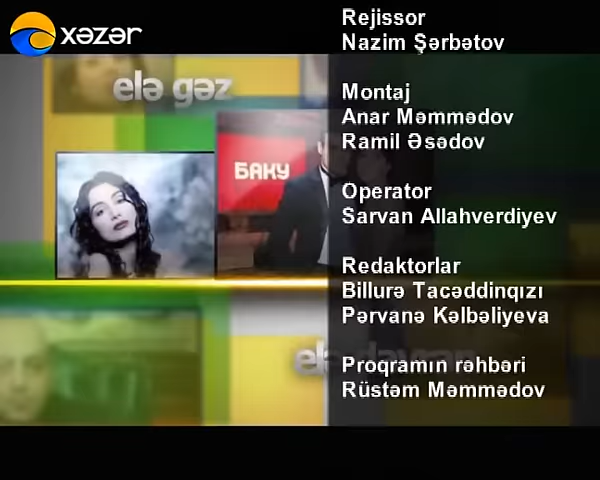 xəzər
elə gəz
БАКУ
Rejissor
Nazim Şərbətov
Montaj
Anar Məmmədov
Ramil Əsədov
Operator
Sarvan Allahverdiyev
Redaktorlar
Billurə Tacəddinqızı
Pərvanə Kəlbəliyeva
elə
Proqramın rəhbəri
Rüstəm Məmmədov